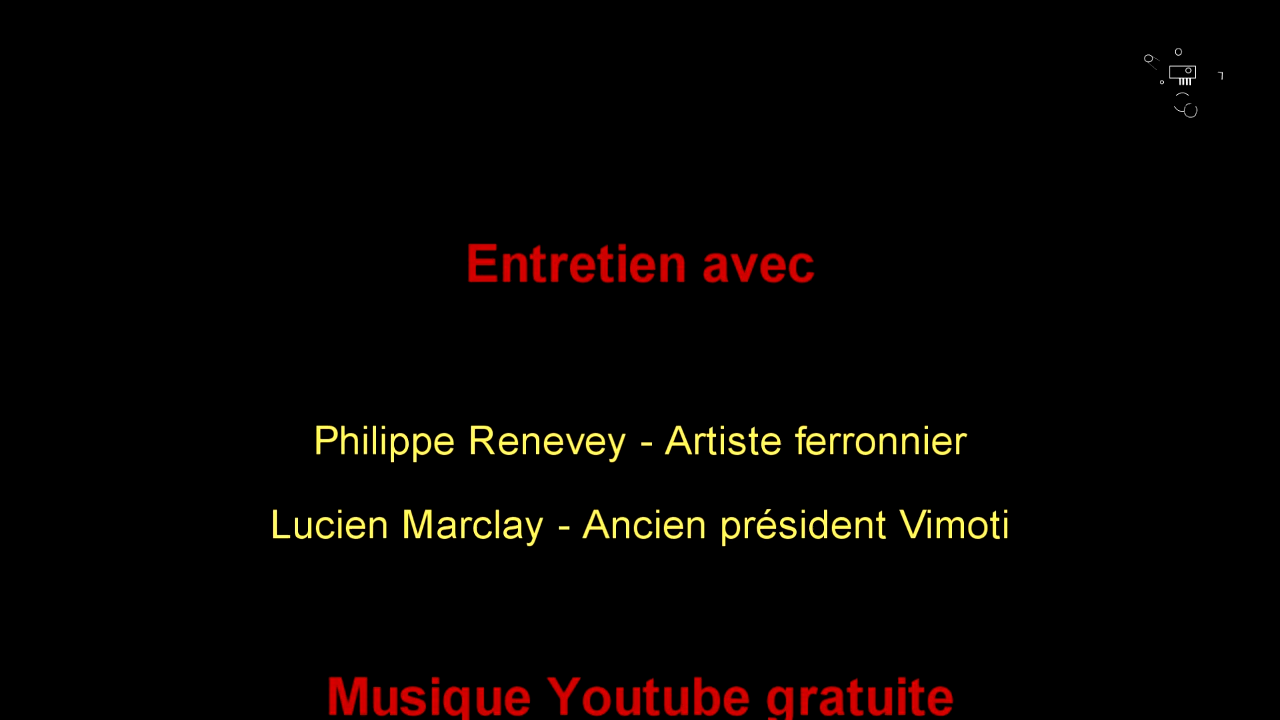 Entretien avec
Philippe Renevey - Artiste ferronnier
Lucien Marclay - Ancien président Vimoti
Musique Youtube gratuite